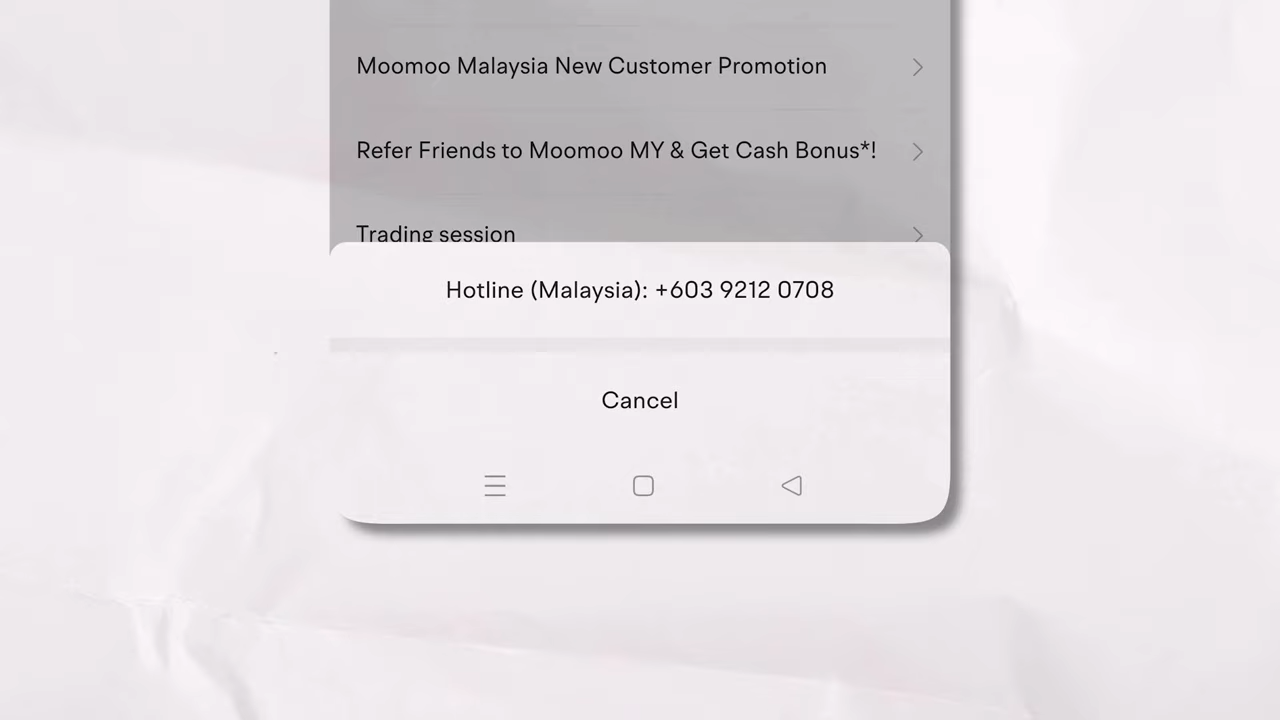 Moomoo Malaysia New Customer Promotion
Refer Friends to Moomoo MY & Get Cash Bonus*!
Trading session
Hotline (Malaysia): +603 9212 0708
Cancel